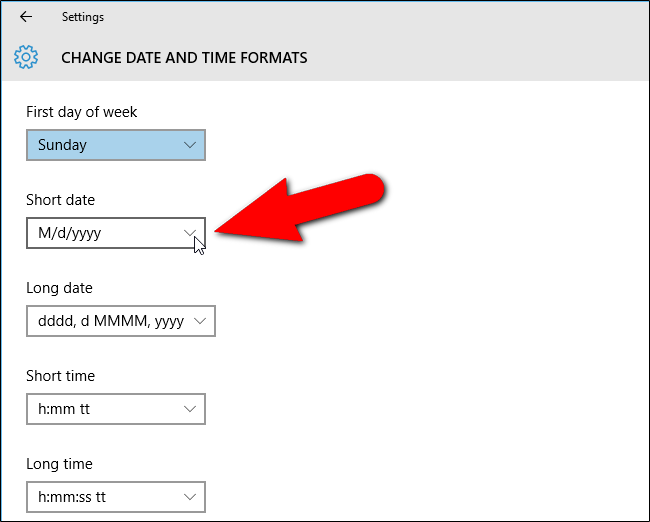 Settings
CHANGE DATE AND TIME FORMATS
First day of week
Sunday
Short date
M/d/yyyy
Long date
dddd, d MMMM, yyyy
Short time
h:mm tt
Long time
h:mm:ss tt